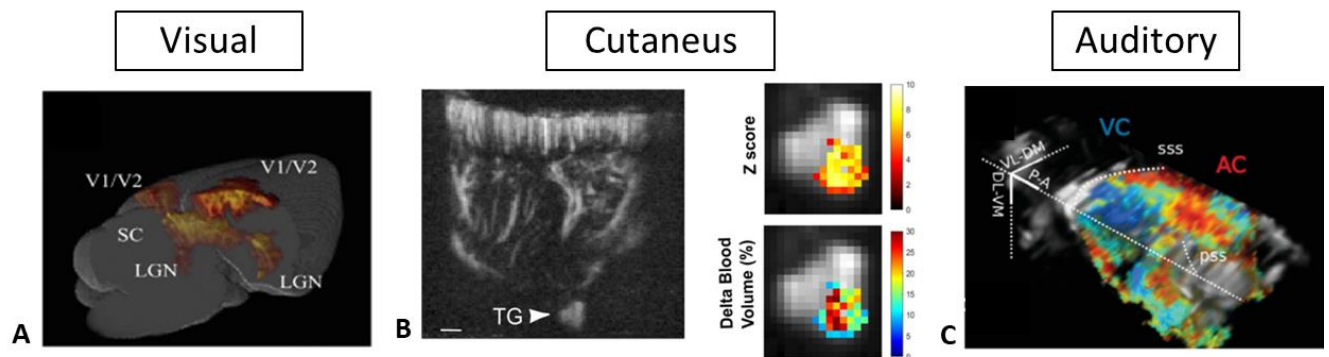 Visual
Cutaneus
Auditory
V1/V2
V1/V2
SC
LGN
LGN
A
TG
B
Z score
10
8
6
4
2
0
Delta Blood
Volume (%)
30
25
20
15
10
5
0
VC
sss
AC
VL-DM
P-A
DL-VM
pss
C